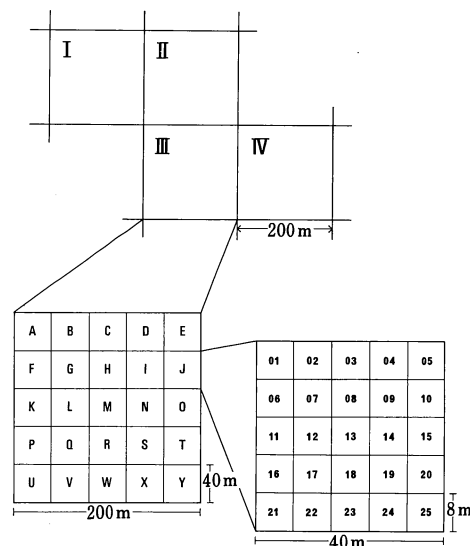 I II
III IV
200m
A B C D E
F G H I J
K L M N O
P Q R S T
U V W X Y
40m
200m
01 02 03 04 05
06 07 08 09 10
11 12 13 14 15
16 17 18 19 20
21 22 23 24 25
8m
40m